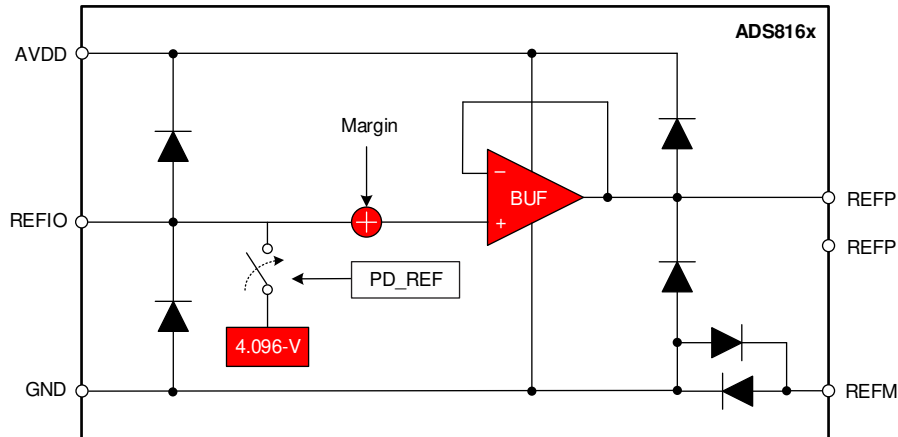 ADS816x
AVDD
Margin
−
BUF
+
+
REFIO
REFP
REFP
PD_REF
4.096-V
GND
REFM